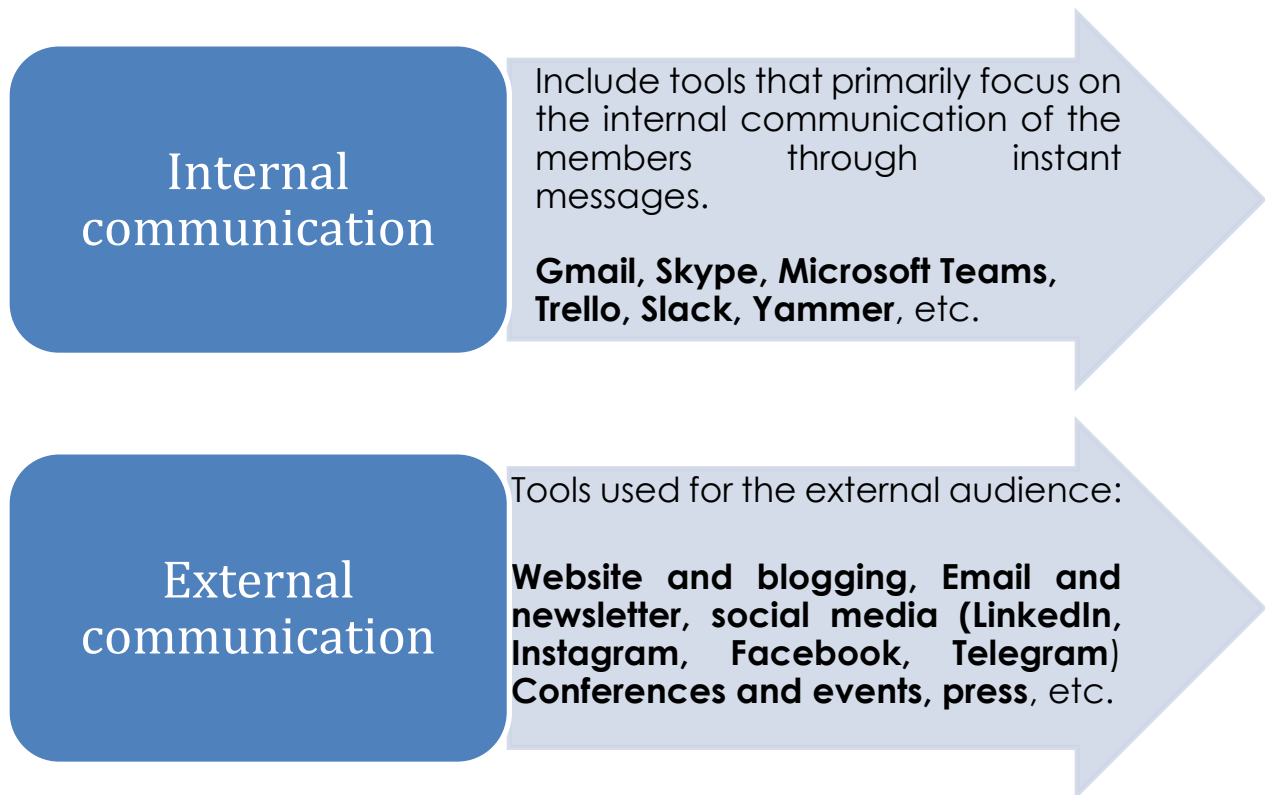 Internal
communication
Include tools that primarily focus on
the internal communication of the
members through instant
messages.
Gmail, Skype, Microsoft Teams,
Trello, Slack, Yammer, etc.
External
communication
Tools used for the external audience:
Website and blogging, Email and
newsletter, social media (LinkedIn,
Instagram, Facebook, Telegram)
Conferences and events, press, etc.